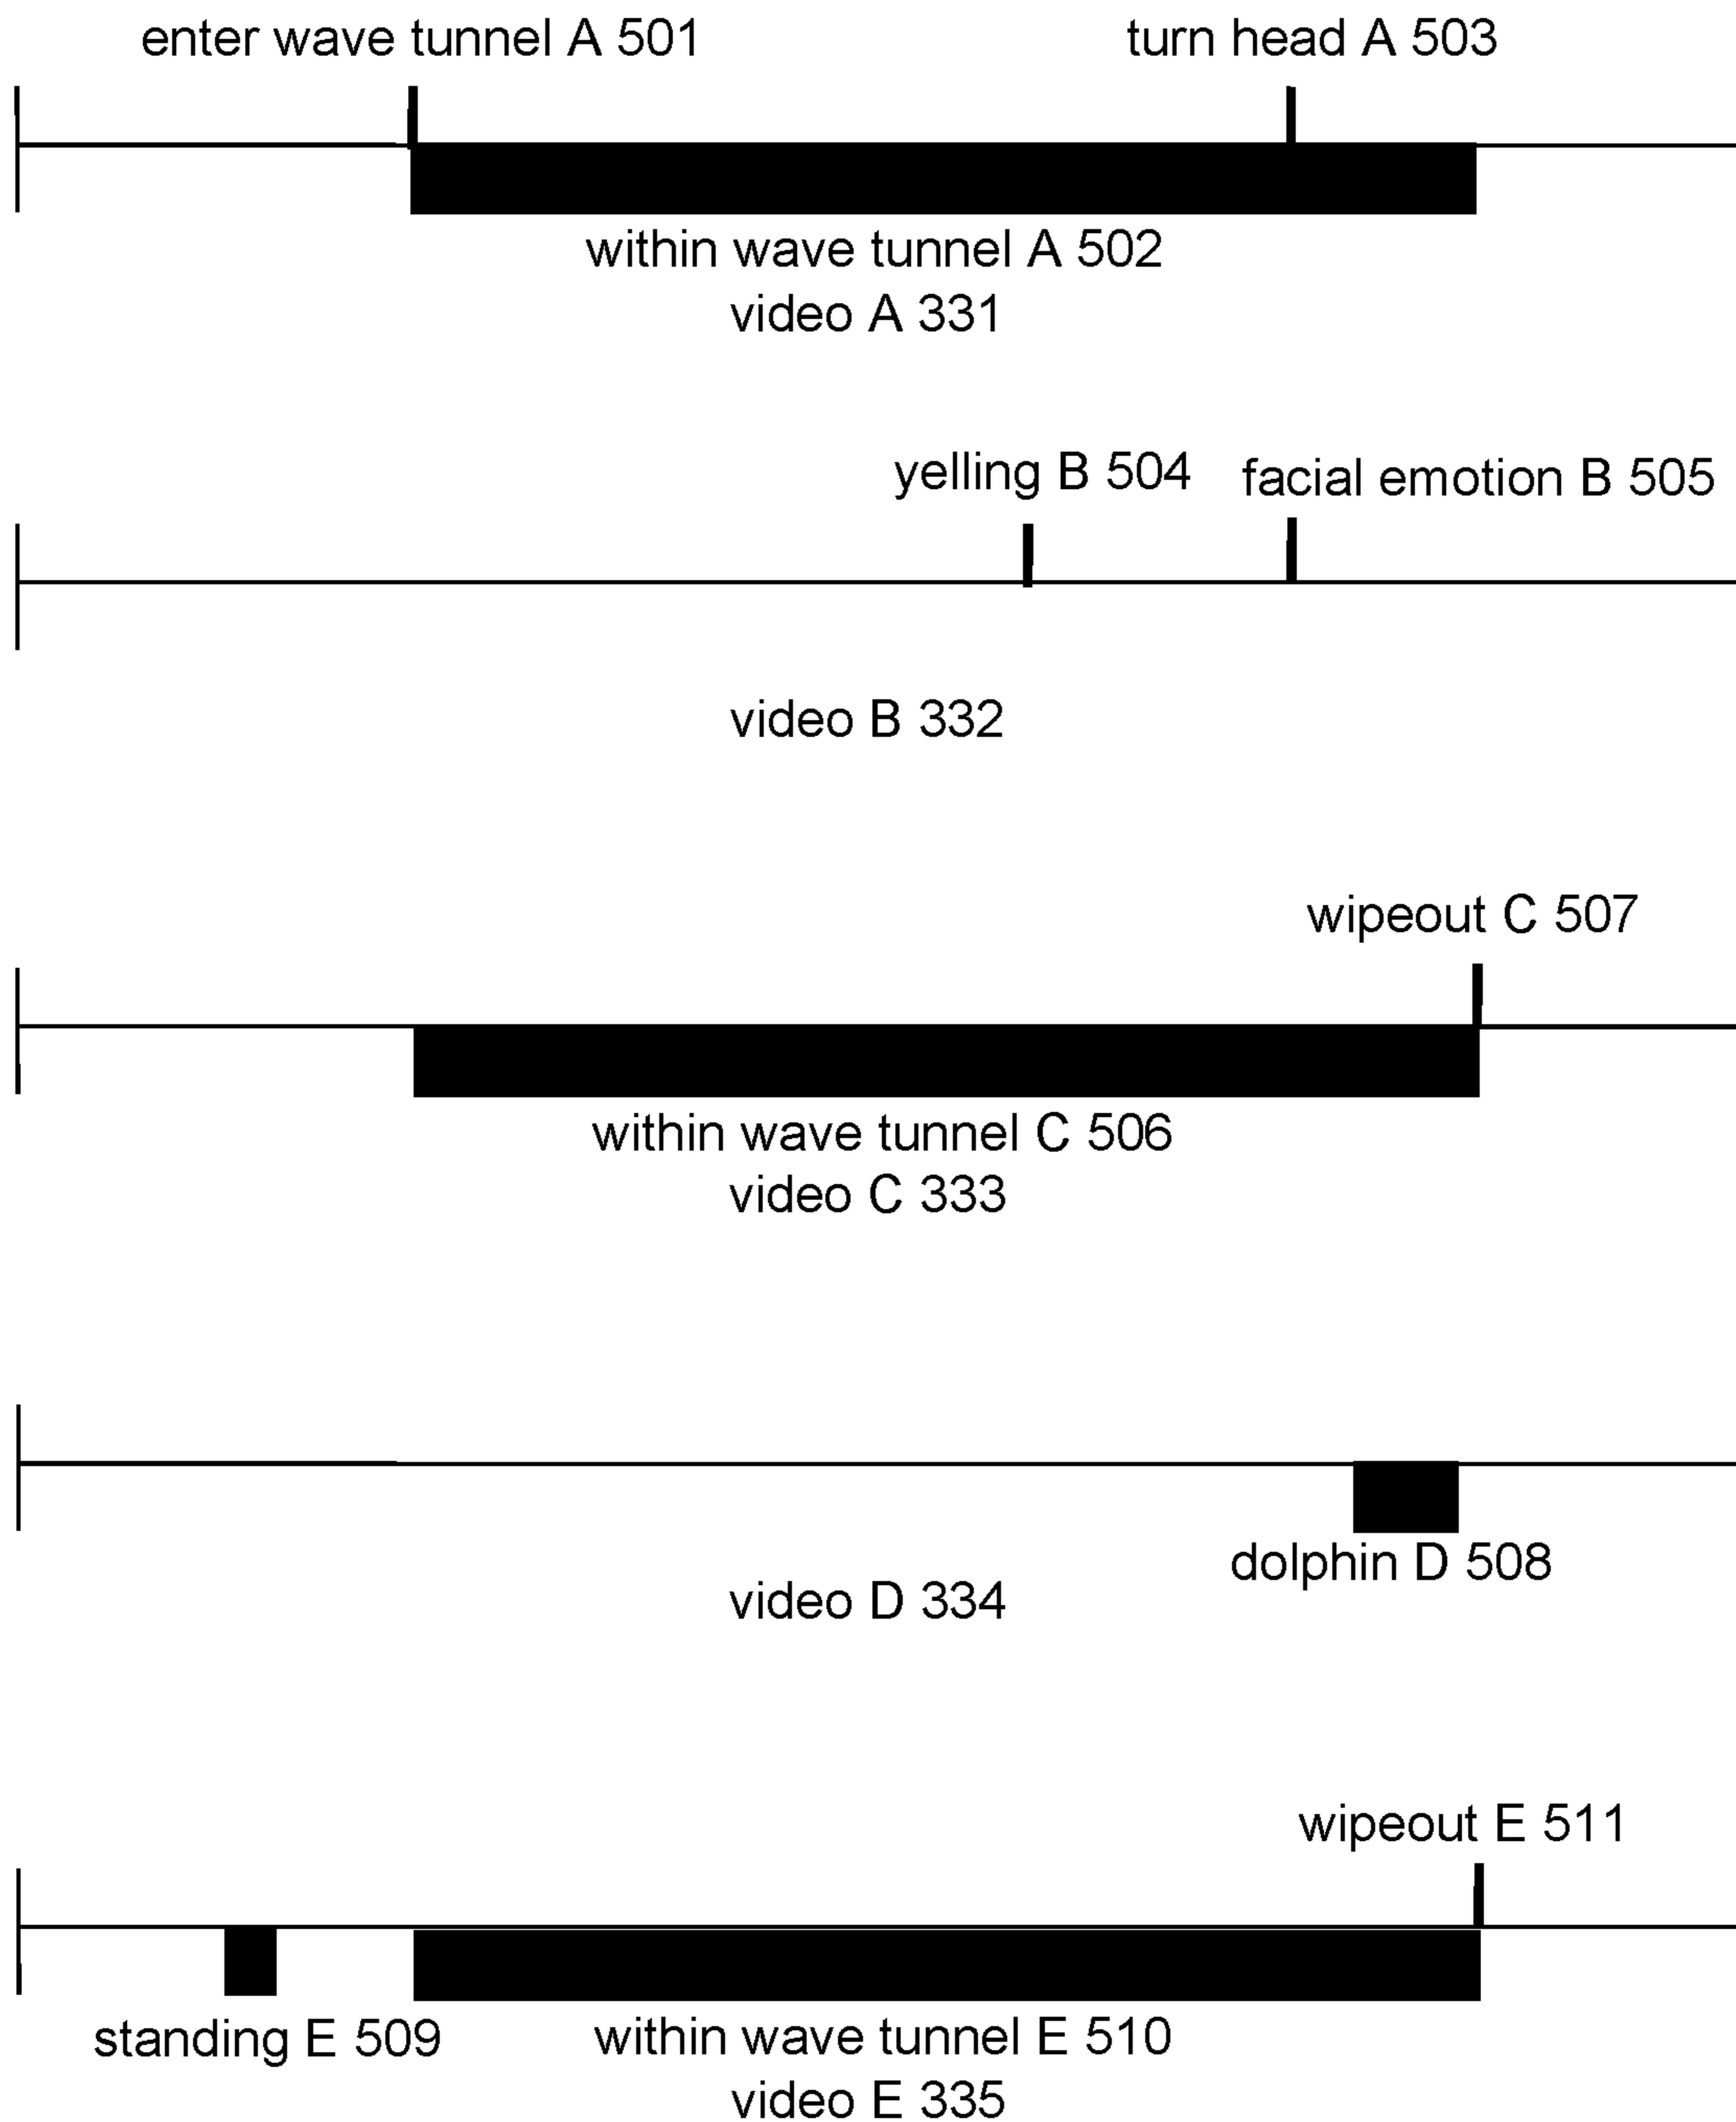 enter wave tunnel A 501
turn head A 503
within wave tunnel A 502
video A 331
yelling B 504
facial emotion B 505
video B 332
wipeout C 507
within wave tunnel C 506
video C 333
dolphin D 508
video D 334
wipeout E 511
standing E 509
within wave tunnel E 510
video E 335